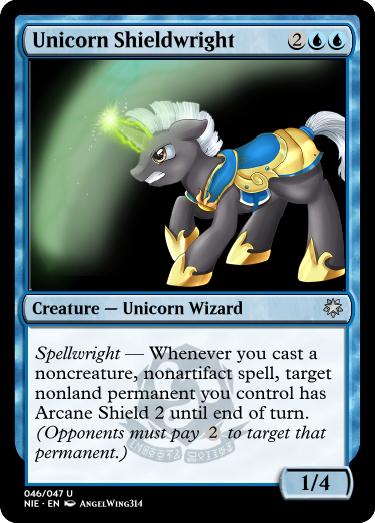 Unicorn Shieldwright 2
Creature — Unicorn Wizard
Spellwright — Whenever you cast a
noncreature, nonartifact spell, target
nonland permanent you control has
Arcane Shield 2 until end of turn.
(Opponents must pay 2 to target that
permanent.)
1/4
046/047 U
NIE • EN AngelWing314